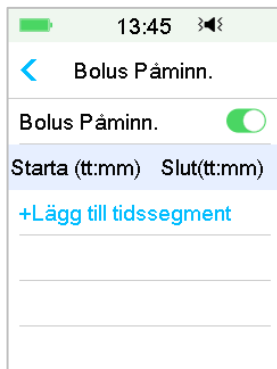 13:45
Bolus Påminn.
Bolus Påminn.
Starta (tt:mm) Slut(tt:mm)
+Lägg till tidssegment